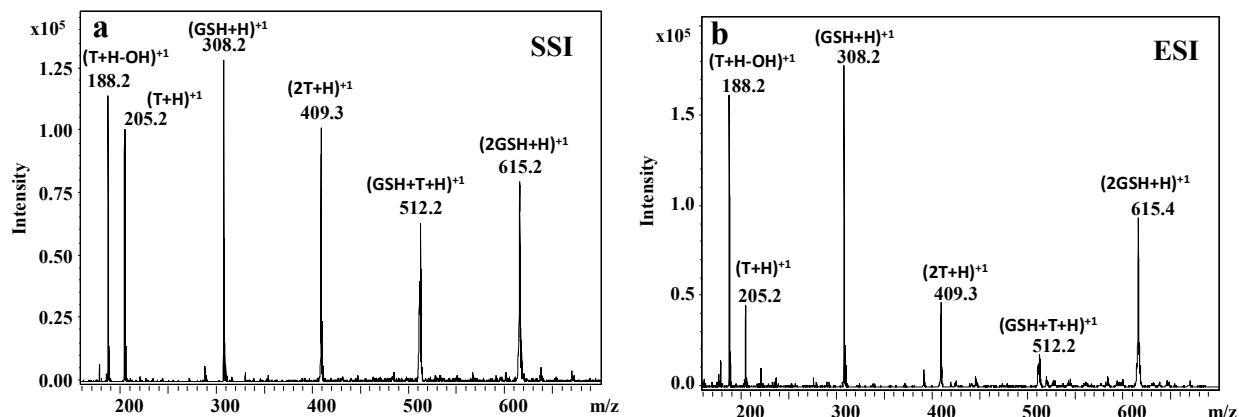 a
SSI
x10⁵
Intensity
1.25
1.00
0.75
0.50
0.25
0.00
(T+H-OH)⁺¹
188.2
(T+H)⁺¹
205.2
(GSH+H)⁺¹
308.2
(2T+H)⁺¹
409.3
(GSH+T+H)⁺¹
512.2
(2GSH+H)⁺¹
615.2
200 300 400 500 600 m/z
b
ESI
x10⁵
Intensity
1.5
1.0
0.5
0.0
(T+H-OH)⁺¹
188.2
(T+H)⁺¹
205.2
(GSH+H)⁺¹
308.2
(2T+H)⁺¹
409.3
(GSH+T+H)⁺¹
512.2
(2GSH+H)⁺¹
615.4
200 300 400 500 600 m/z